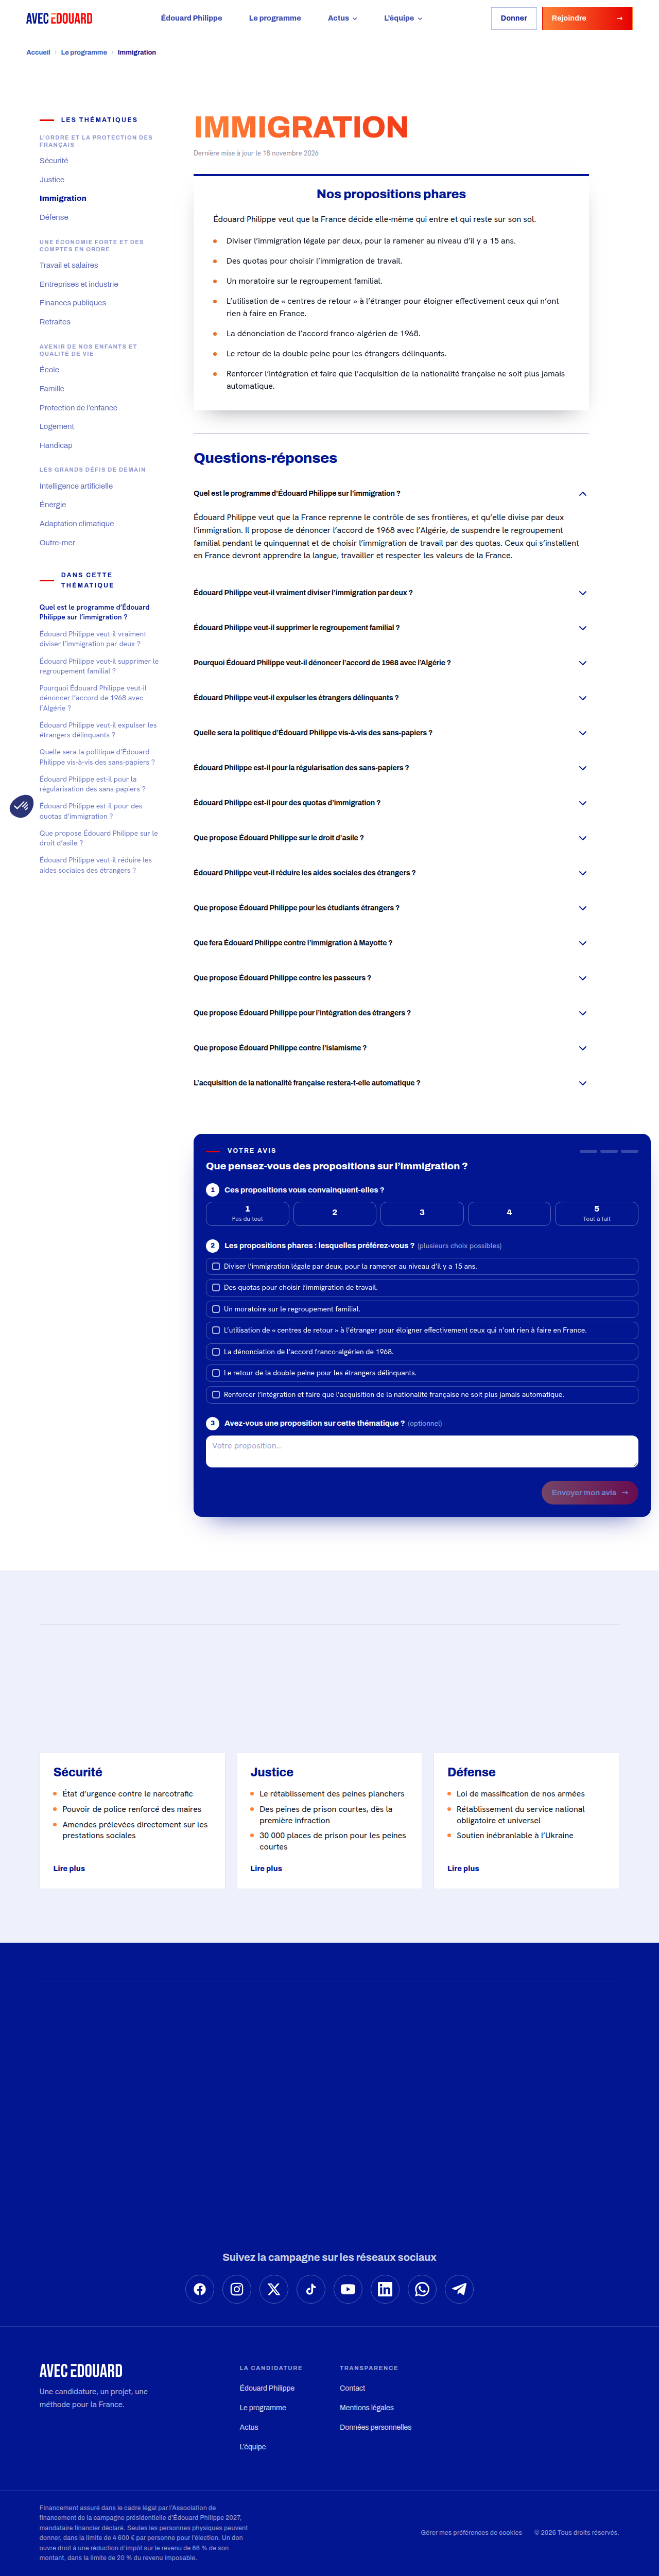 AVEC EDOUARD
Édouard Philippe
Le programme
Actus
L'équipe
Donner
Rejoindre →
Accueil › Le programme › Immigration
LES THÉMATIQUES
L'ORDRE ET LA PROTECTION DES
FRANÇAIS
Sécurité
Justice
Immigration
Défense
UNE ÉCONOMIE FORTE ET DES
COMPTES EN ORDRE
Travail et salaires
Entreprises et industrie
Finances publiques
Retraites
AVENIR DE NOS ENFANTS ET
QUALITÉ DE VIE
École
Famille
Protection de l'enfance
Logement
Handicap
LES GRANDS DÉFIS DE DEMAIN
Intelligence artificielle
Énergie
Adaptation climatique
Outre-mer
DANS CETTE
THÉMATIQUE
Quel est le programme d'Édouard
Philippe sur l'immigration ?
Édouard Philippe veut-il vraiment
diviser l'immigration par deux ?
Édouard Philippe veut-il supprimer le
regroupement familial ?
Pourquoi Édouard Philippe veut-il
dénoncer l'accord de 1968 avec
l'Algérie ?
Édouard Philippe veut-il expulser les
étrangers délinquants ?
Quelle sera la politique d'Édouard
Philippe vis-à-vis des sans-papiers ?
Édouard Philippe est-il pour la
régularisation des sans-papiers ?
Édouard Philippe est-il pour des
quotas d'immigration ?
Que propose Édouard Philippe sur le
droit d'asile ?
Édouard Philippe veut-il réduire les
aides sociales des étrangers ?
IMMIGRATION
Dernière mise à jour le 18 novembre 2026
Nos propositions phares
Édouard Philippe veut que la France décide elle-même qui entre et qui reste sur son sol.
Diviser l'immigration légale par deux, pour la ramener au niveau d'il y a 15 ans.
Des quotas pour choisir l'immigration de travail.
Un moratoire sur le regroupement familial.
L'utilisation de « centres de retour » à l'étranger pour éloigner effectivement ceux qui n'ont
rien à faire en France.
La dénonciation de l'accord franco-algérien de 1968.
Le retour de la double peine pour les étrangers délinquants.
Renforcer l'intégration et faire que l'acquisition de la nationalité française ne soit plus jamais
automatique.
Questions-réponses
Quel est le programme d'Édouard Philippe sur l'immigration ?
Édouard Philippe veut que la France reprenne le contrôle de ses frontières, et qu'elle divise par deux
l'immigration. Il propose de dénoncer l'accord de 1968 avec l'Algérie, de suspendre le regroupement
familial pendant le quinquennat et de choisir l'immigration de travail par des quotas. Ceux qui s'installent
en France devront apprendre la langue, travailler et respecter les valeurs de la France.
Édouard Philippe veut-il vraiment diviser l'immigration par deux ?
Édouard Philippe veut-il supprimer le regroupement familial ?
Pourquoi Édouard Philippe veut-il dénoncer l'accord de 1968 avec l'Algérie ?
Édouard Philippe veut-il expulser les étrangers délinquants ?
Quelle sera la politique d'Édouard Philippe vis-à-vis des sans-papiers ?
Édouard Philippe est-il pour la régularisation des sans-papiers ?
Édouard Philippe est-il pour des quotas d'immigration ?
Que propose Édouard Philippe sur le droit d'asile ?
Édouard Philippe veut-il réduire les aides sociales des étrangers ?
Que propose Édouard Philippe pour les étudiants étrangers ?
Que fera Édouard Philippe contre l'immigration à Mayotte ?
Que propose Édouard Philippe contre les passeurs ?
Que propose Édouard Philippe pour l'intégration des étrangers ?
Que propose Édouard Philippe contre l'islamisme ?
L'acquisition de la nationalité française restera-t-elle automatique ?
VOTRE AVIS
Que pensez-vous des propositions sur l'immigration ?
1 Ces propositions vous convainquent-elles ?
1 2 3 4 5
Pas du tout Tout à fait
2 Les propositions phares : lesquelles préférez-vous ? (plusieurs choix possibles)
Diviser l'immigration légale par deux, pour la ramener au niveau d'il y a 15 ans.
Des quotas pour choisir l'immigration de travail.
Un moratoire sur le regroupement familial.
L'utilisation de « centres de retour » à l'étranger pour éloigner effectivement ceux qui n'ont rien à faire en France.
La dénonciation de l'accord franco-algérien de 1968.
Le retour de la double peine pour les étrangers délinquants.
Renforcer l'intégration et faire que l'acquisition de la nationalité française ne soit plus jamais automatique.
3 Avez-vous une proposition sur cette thématique ? (optionnel)
Votre proposition...
Envoyer mon avis →
Sécurité
État d'urgence contre le narcotrafic
Pouvoir de police renforcé des maires
Amendes prélevées directement sur les
prestations sociales
Lire plus
Justice
Le rétablissement des peines planchers
Des peines de prison courtes, dès la
première infraction
30 000 places de prison pour les peines
courtes
Lire plus
Défense
Loi de massification de nos armées
Rétablissement du service national
obligatoire et universel
Soutien inébranlable à l'Ukraine
Lire plus
Suivez la campagne sur les réseaux sociaux
AVEC EDOUARD
Une candidature, un projet, une
méthode pour la France.
LA CANDIDATURE
Édouard Philippe
Le programme
Actus
L'équipe
TRANSPARENCE
Contact
Mentions légales
Données personnelles
Financement assuré dans le cadre légal par l'Association de
financement de la campagne présidentielle d'Édouard Philippe 2027,
mandataire financier déclaré. Seules les personnes physiques peuvent
donner, dans la limite de 4 600 € par personne pour l'élection. Un don
ouvre droit à une réduction d'impôt sur le revenu de 66 % de son
montant, dans la limite de 20 % du revenu imposable.
Gérer mes préférences de cookies
© 2026 Tous droits réservés.